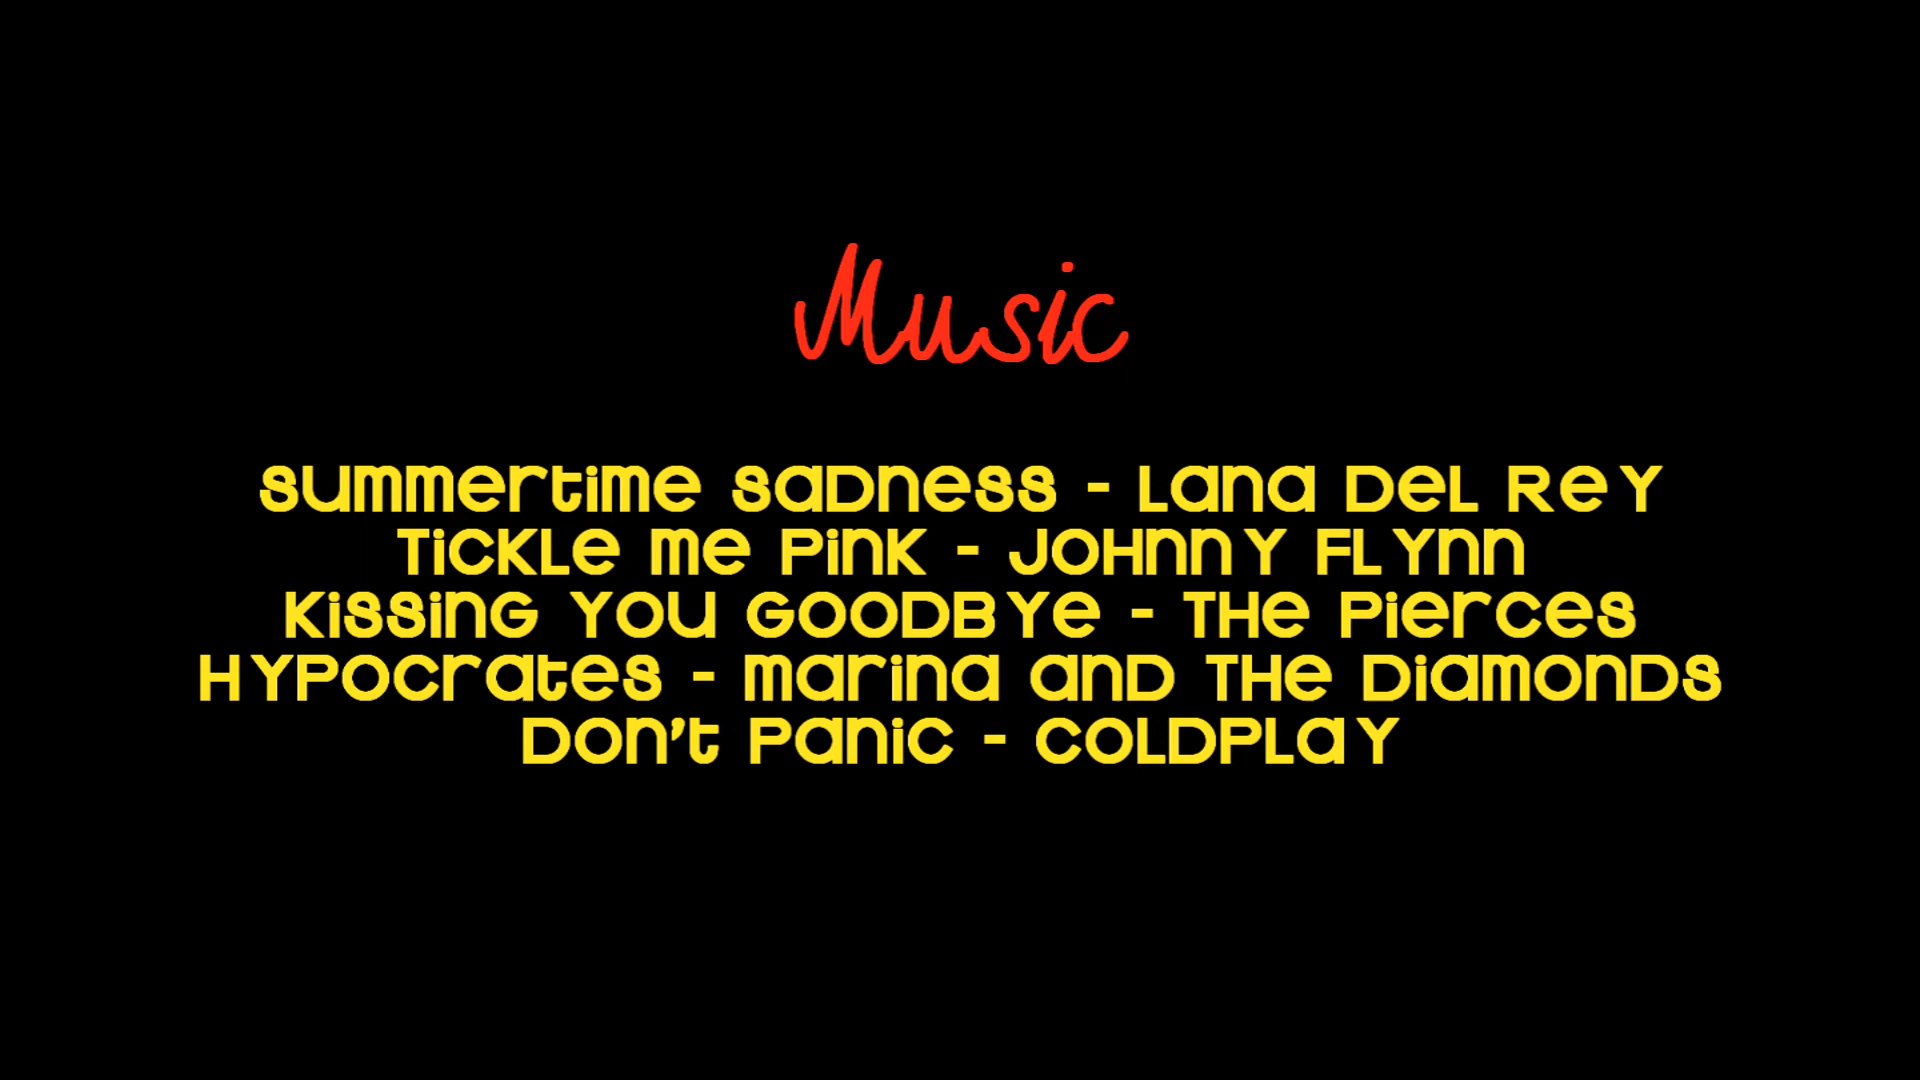 Music
Summertime Sadness - Lana Del Rey
Tickle Me Pink - Johnny Flynn
Kissing You Goodbye - The Pierces
Hypocrates - Marina and the Diamonds
Don't Panic - Coldplay